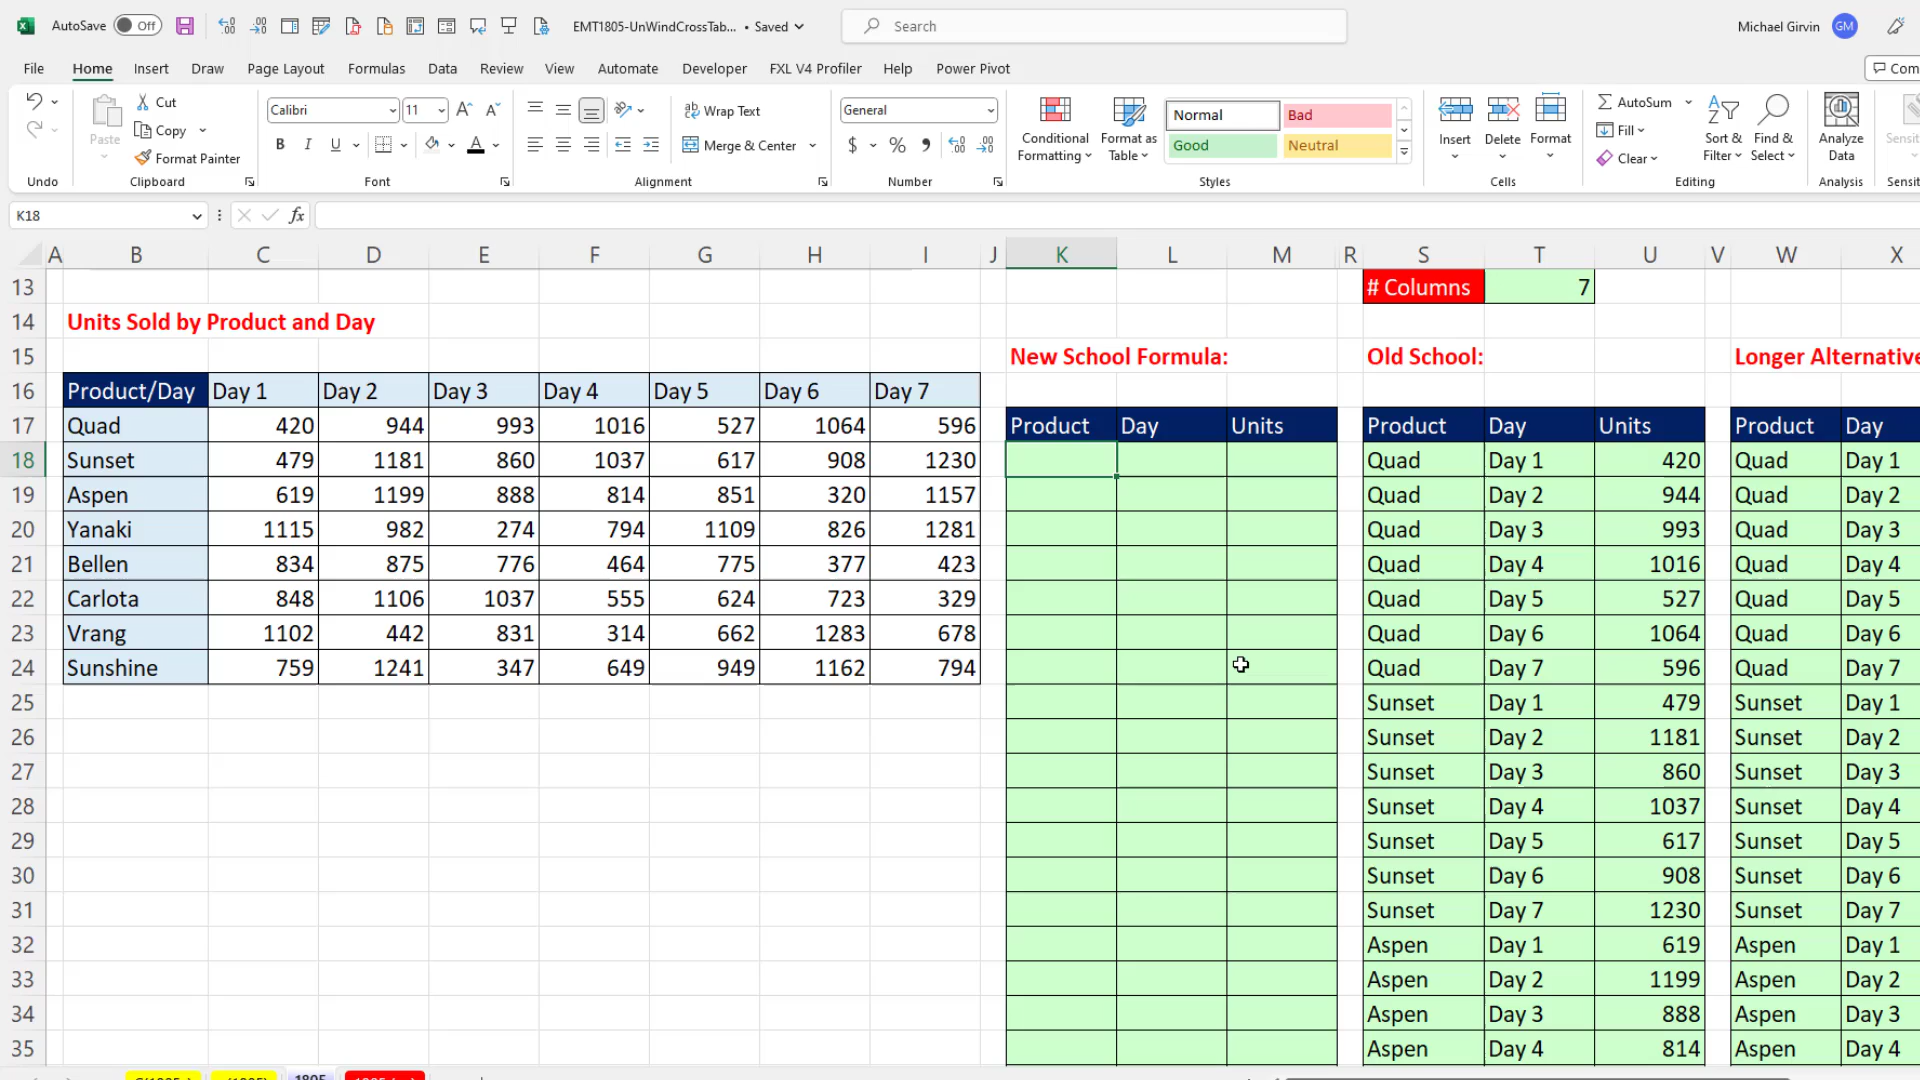 AutoSave Off EMT1805-UnWindCrossTab... • Saved Search Michael Girvin GM
File Home Insert Draw Page Layout Formulas Data Review View Automate Developer FXL V4 Profiler Help Power Pivot Com
Paste Cut Copy Format Painter
Calibri 11 A^ A˅ B I U A
ab Wrap Text Merge & Center
General $ % 9
Conditional Formatting Format as Table
Normal Bad
Good Neutral
Insert Delete Format
AutoSum Fill Clear
Sort & Filter Find & Select
Analyze Data Sensiti
Undo Clipboard Font Alignment Number Styles Cells Editing Analysis Sensit
K18 fx
A B C D E F G H I J K L M R S T U V W X
13 # Columns 7
14 Units Sold by Product and Day
15 New School Formula: Old School: Longer Alternative
16 Product/Day Day 1 Day 2 Day 3 Day 4 Day 5 Day 6 Day 7
17 Quad 420 944 993 1016 527 1064 596 Product Day Units Product Day Units Product Day
18 Sunset 479 1181 860 1037 617 908 1230 Quad Day 1 420 Quad Day 1
19 Aspen 619 1199 888 814 851 320 1157 Quad Day 2 944 Quad Day 2
20 Yanaki 1115 982 274 794 1109 826 1281 Quad Day 3 993 Quad Day 3
21 Bellen 834 875 776 464 775 377 423 Quad Day 4 1016 Quad Day 4
22 Carlota 848 1106 1037 555 624 723 329 Quad Day 5 527 Quad Day 5
23 Vrang 1102 442 831 314 662 1283 678 Quad Day 6 1064 Quad Day 6
24 Sunshine 759 1241 347 649 949 1162 794 Quad Day 7 596 Quad Day 7
25 Sunset Day 1 479 Sunset Day 1
26 Sunset Day 2 1181 Sunset Day 2
27 Sunset Day 3 860 Sunset Day 3
28 Sunset Day 4 1037 Sunset Day 4
29 Sunset Day 5 617 Sunset Day 5
30 Sunset Day 6 908 Sunset Day 6
31 Sunset Day 7 1230 Sunset Day 7
32 Aspen Day 1 619 Aspen Day 1
33 Aspen Day 2 1199 Aspen Day 2
34 Aspen Day 3 888 Aspen Day 3
35 Aspen Day 4 814 Aspen Day 4
1805